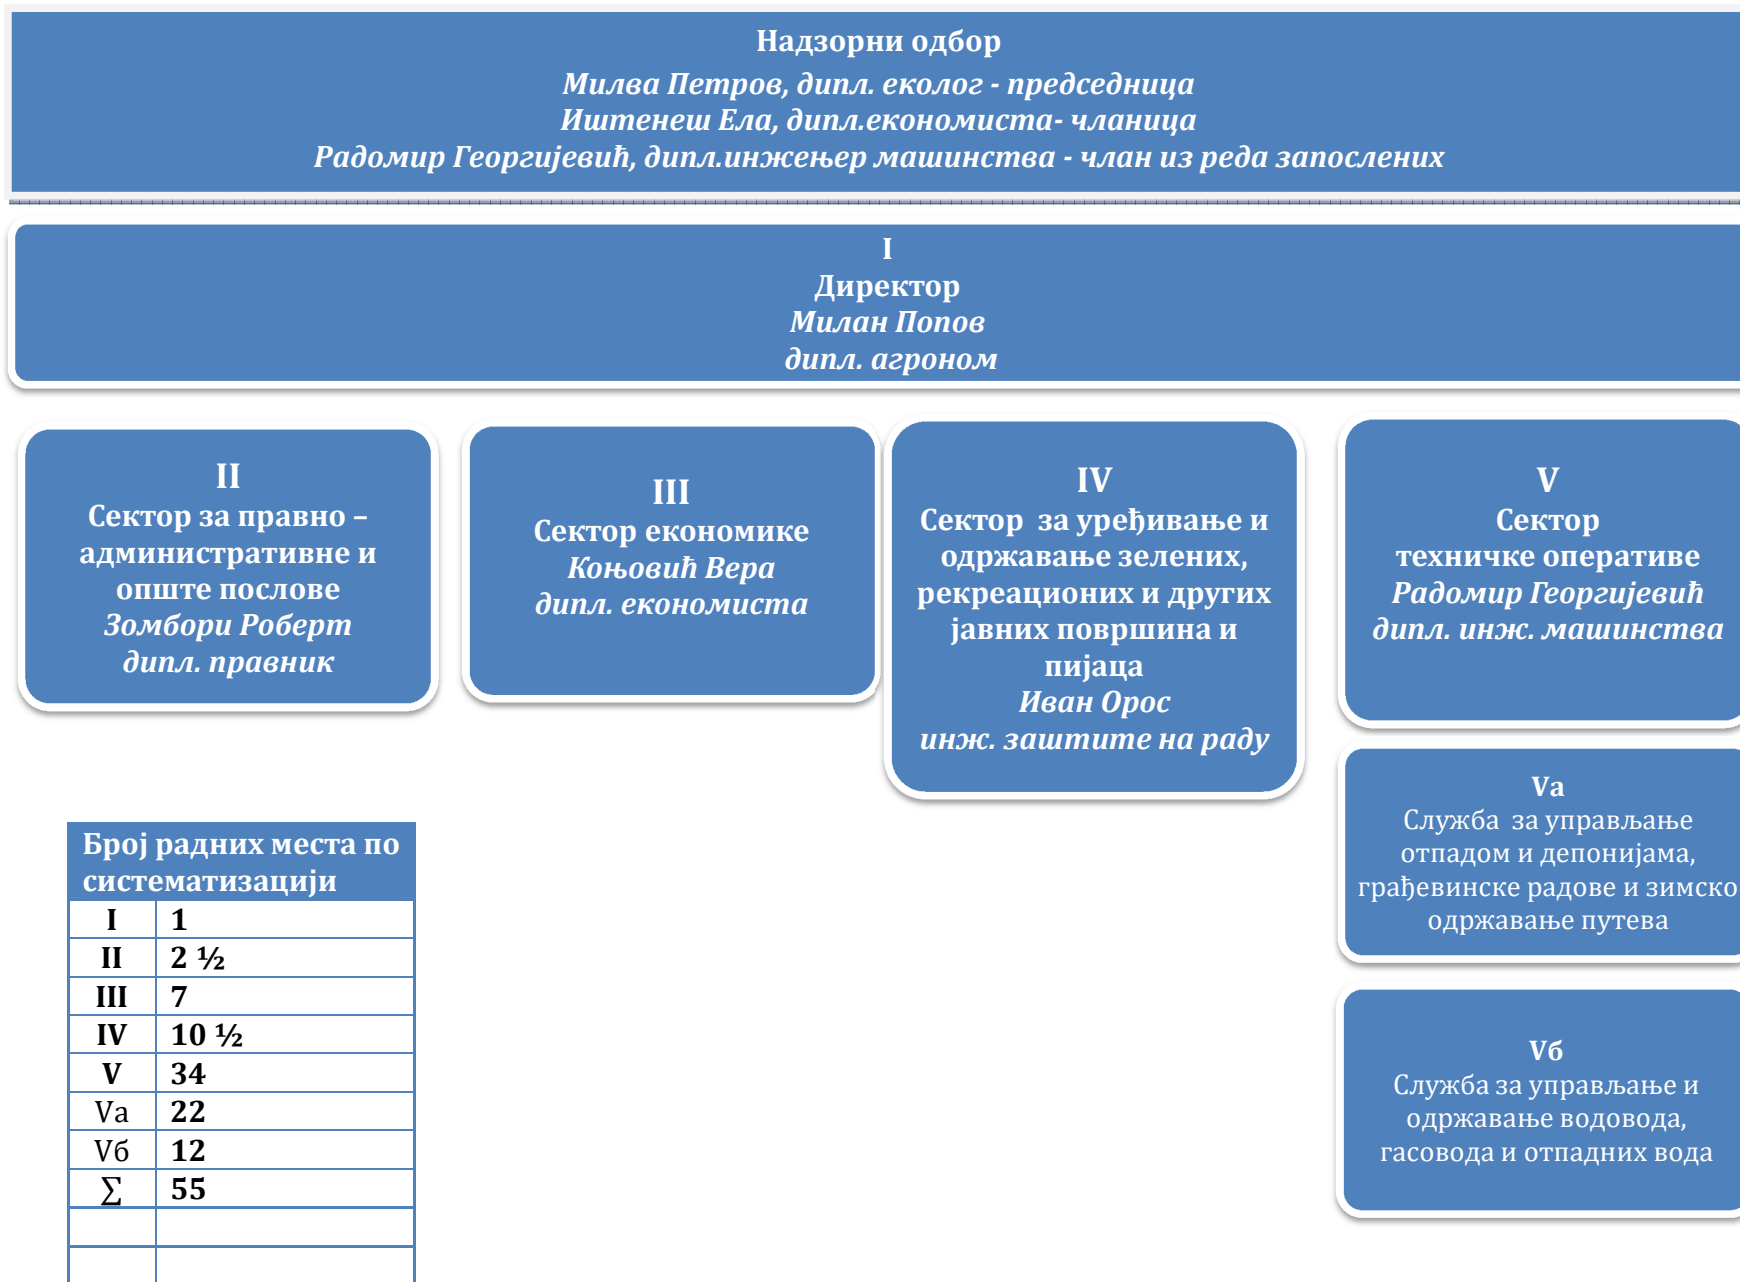 Надзорни одбор
Милва Петров, дипл. еколог - председница
Иштенеш Ела, дипл.економиста- чланица
Радомир Георгијевић, дипл.инжењер машинства - члан из реда запослених
I
Директор
Милан Попов
дипл. агроном
II
Сектор за правно –
административне и
опште послове
Зомбори Роберт
дипл. правник
III
Сектор економике
Коњовић Вера
дипл. економиста
IV
Сектор  за уређивање и
одржавање зелених,
рекреационих и других
јавних површина и
пијаца
Иван Орос
инж. заштите на раду
V
Сектор
техничке оперативе
Радомир Георгијевић
дипл. инж. машинства
Vа
Служба  за управљање
отпадом и депонијама,
грађевинске радове и зимско
одржавање путева
Vб
Служба за управљање и
одржавање водовода,
гасовода и отпадних вода
Број радних места по
систематизацији
I 1
II 2 ½
III 7
IV 10 ½
V 34
Vа 22
Vб 12
∑ 55